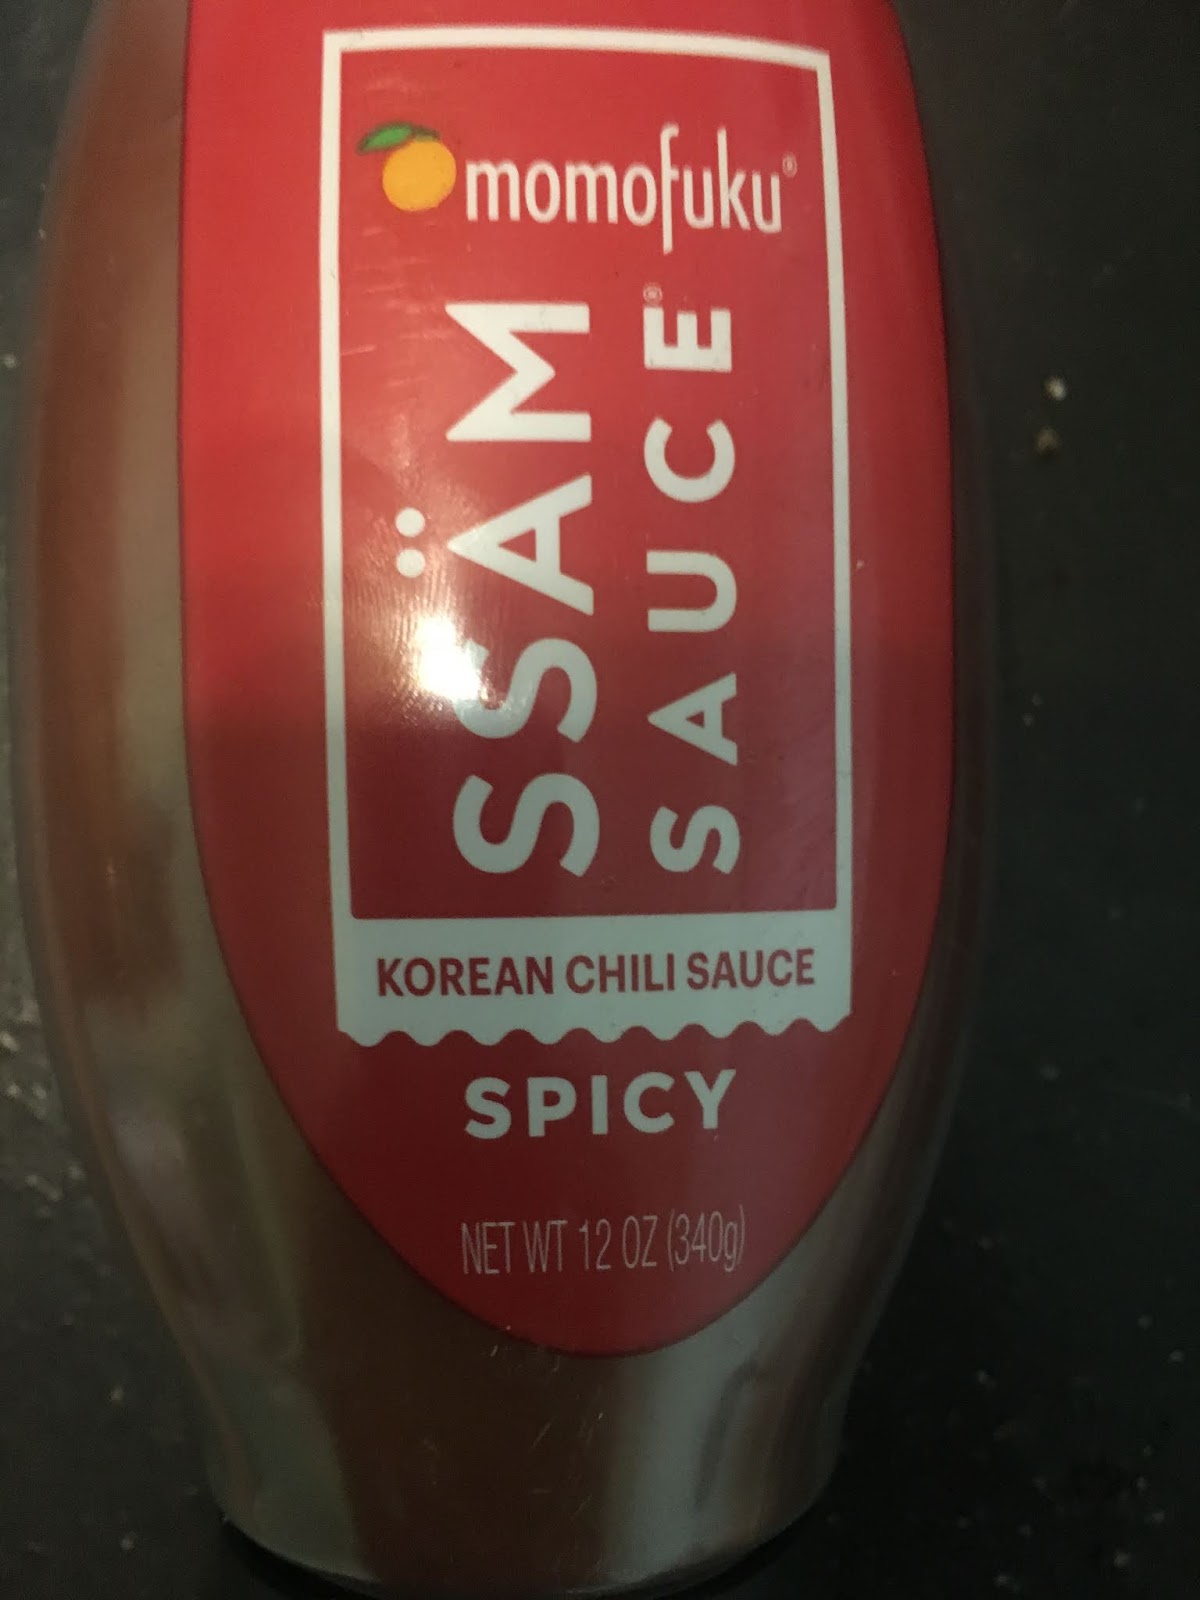 momofuku®
SSÄM
SAUCE®
KOREAN CHILI SAUCE
SPICY
NET WT 12 OZ (340g)